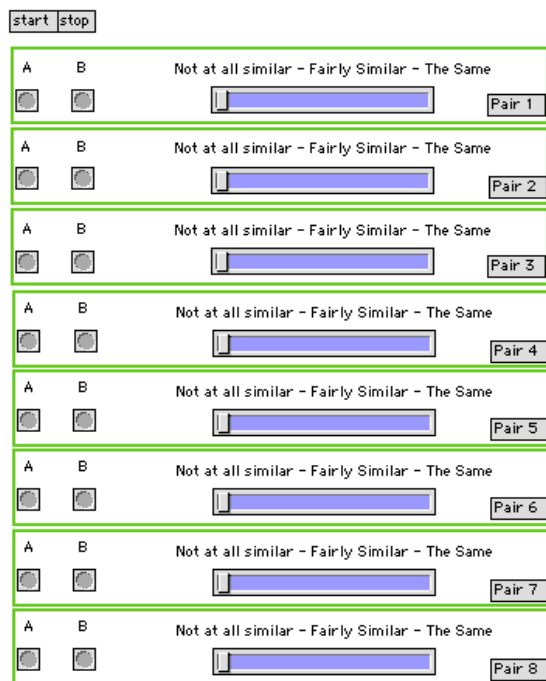 start stop
A B Not at all similar - Fairly Similar - The Same
Pair 1
A B Not at all similar - Fairly Similar - The Same
Pair 2
A B Not at all similar - Fairly Similar - The Same
Pair 3
A B Not at all similar - Fairly Similar - The Same
Pair 4
A B Not at all similar - Fairly Similar - The Same
Pair 5
A B Not at all similar - Fairly Similar - The Same
Pair 6
A B Not at all similar - Fairly Similar - The Same
Pair 7
A B Not at all similar - Fairly Similar - The Same
Pair 8